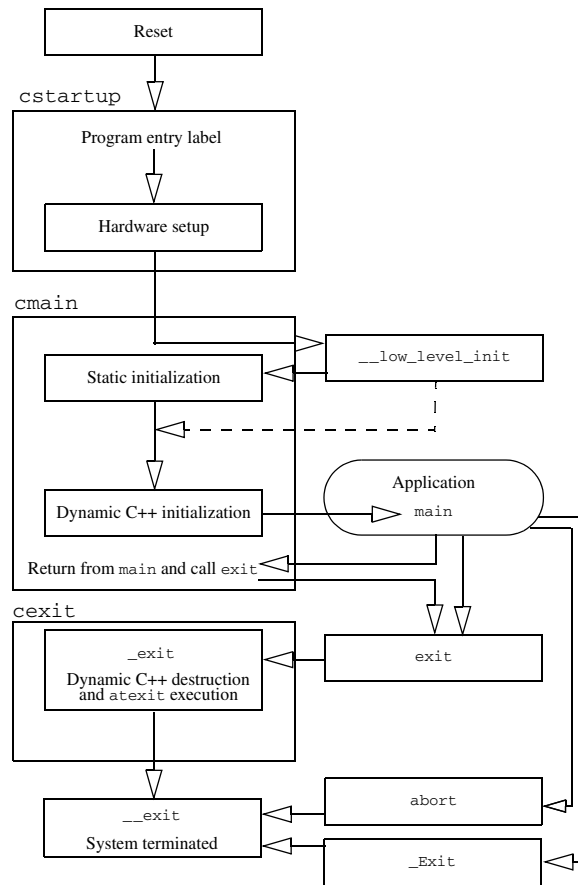 Reset
cstartup
Program entry label
Hardware setup
cmain
__low_level_init
Static initialization
Application
main
Dynamic C++ initialization
Return from main and call exit
cexit
_exit
Dynamic C++ destruction
and atexit execution
exit
__exit
System terminated
abort
_Exit